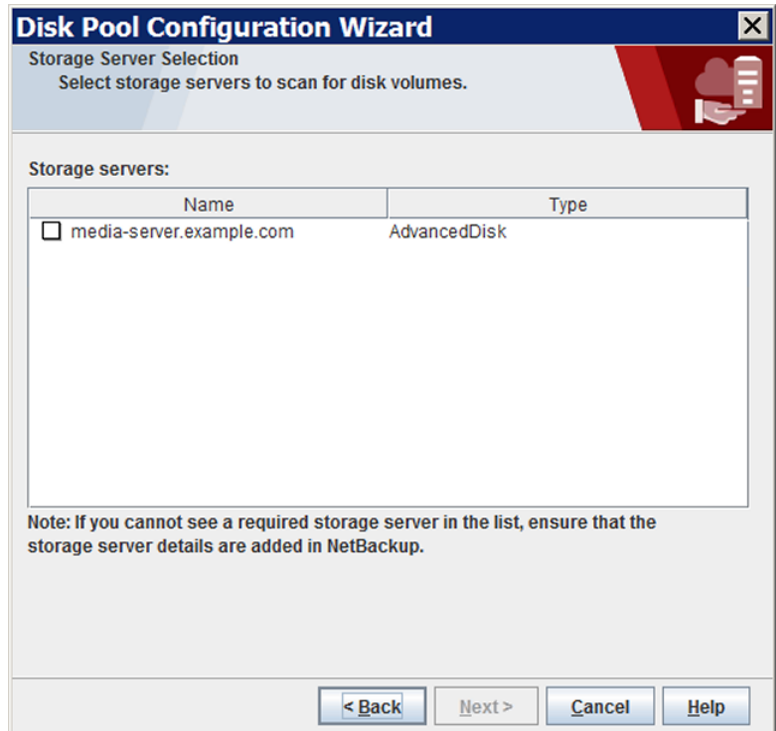 Disk Pool Configuration Wizard
Storage Server Selection
Select storage servers to scan for disk volumes.
Storage servers:
Name Type
media-server.example.com AdvancedDisk
Note: If you cannot see a required storage server in the list, ensure that the
storage server details are added in NetBackup.
< Back Next > Cancel Help